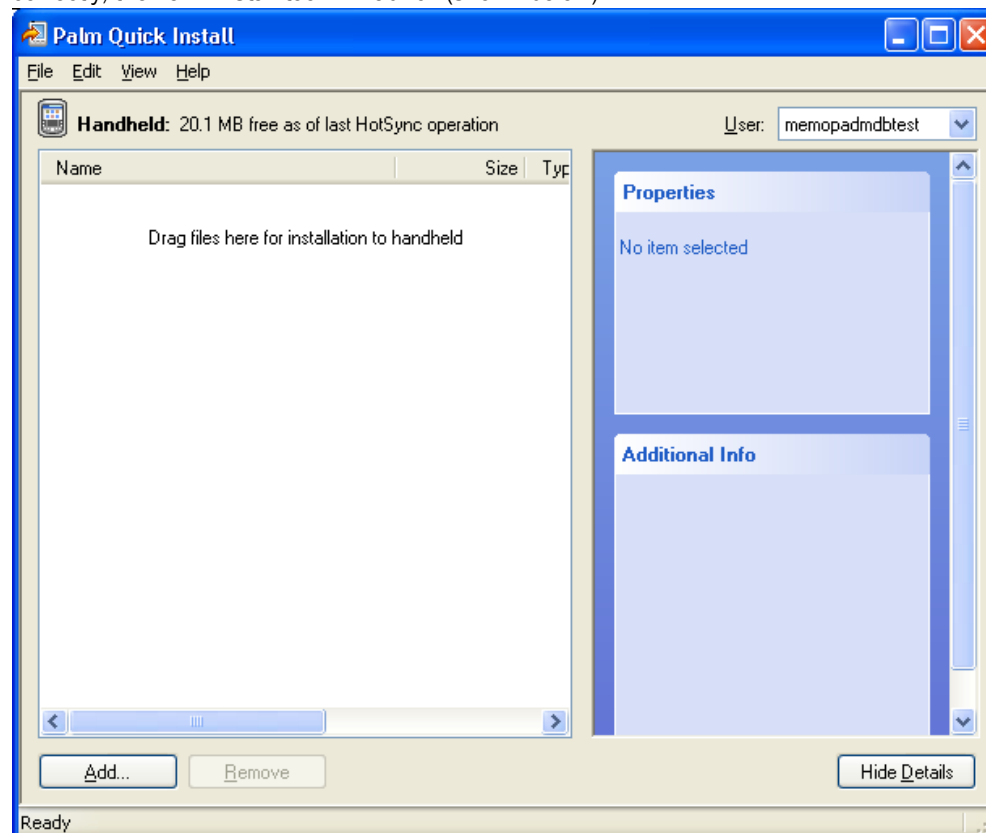 Palm Quick Install
File Edit View Help
Handheld: 20.1 MB free as of last HotSync operation
User: memopadmdbtest
Name Size Typ
Drag files here for installation to handheld
Properties
No item selected
Additional Info
Add... Remove
Hide Details
Ready